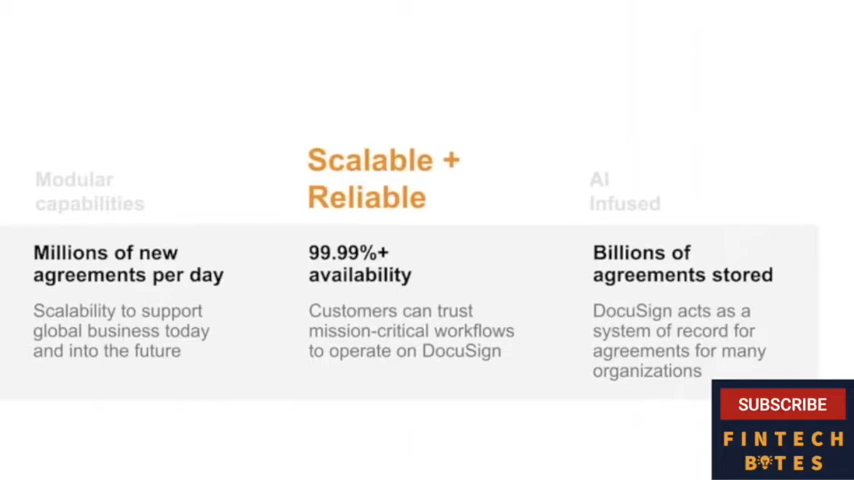 Modular
capabilities
Scalable +
Reliable
AI
Infused
Millions of new
agreements per day
Scalability to support
global business today
and into the future
99.99%+
availability
Customers can trust
mission-critical workflows
to operate on DocuSign
Billions of
agreements stored
DocuSign acts as a
system of record for
agreements for many
organizations
SUBSCRIBE
FINTECH
BITES